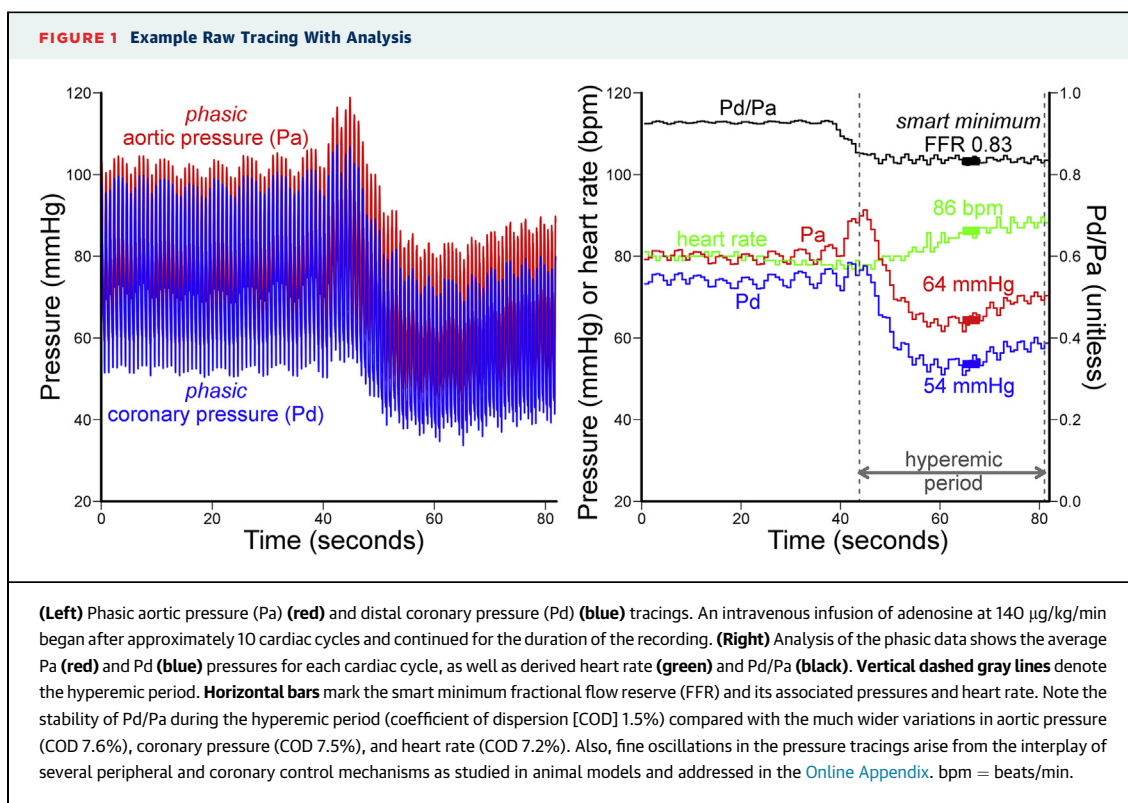 FIGURE 1 Example Raw Tracing With Analysis
120
100
80
60
40
20
Pressure (mmHg)
phasic
aortic pressure (Pa)
phasic
coronary pressure (Pd)
0
20
40
60
80
Time (seconds)
120
100
80
60
40
20
Pressure (mmHg) or heart rate (bpm)
Pd/Pa
smart minimum
FFR 0.83
86 bpm
heart rate
Pa
Pd
64 mmHg
54 mmHg
hyperemic
period
0
20
40
60
80
Time (seconds)
1.0
0.8
0.6
0.4
0.2
0.0
Pd/Pa (unitless)
(Left) Phasic aortic pressure (Pa) (red) and distal coronary pressure (Pd) (blue) tracings. An intravenous infusion of adenosine at 140 μg/kg/min
began after approximately 10 cardiac cycles and continued for the duration of the recording. (Right) Analysis of the phasic data shows the average
Pa (red) and Pd (blue) pressures for each cardiac cycle, as well as derived heart rate (green) and Pd/Pa (black). Vertical dashed gray lines denote
the hyperemic period. Horizontal bars mark the smart minimum fractional flow reserve (FFR) and its associated pressures and heart rate. Note the
stability of Pd/Pa during the hyperemic period (coefficient of dispersion [COD] 1.5%) compared with the much wider variations in aortic pressure
(COD 7.6%), coronary pressure (COD 7.5%), and heart rate (COD 7.2%). Also, fine oscillations in the pressure tracings arise from the interplay of
several peripheral and coronary control mechanisms as studied in animal models and addressed in the Online Appendix. bpm = beats/min.